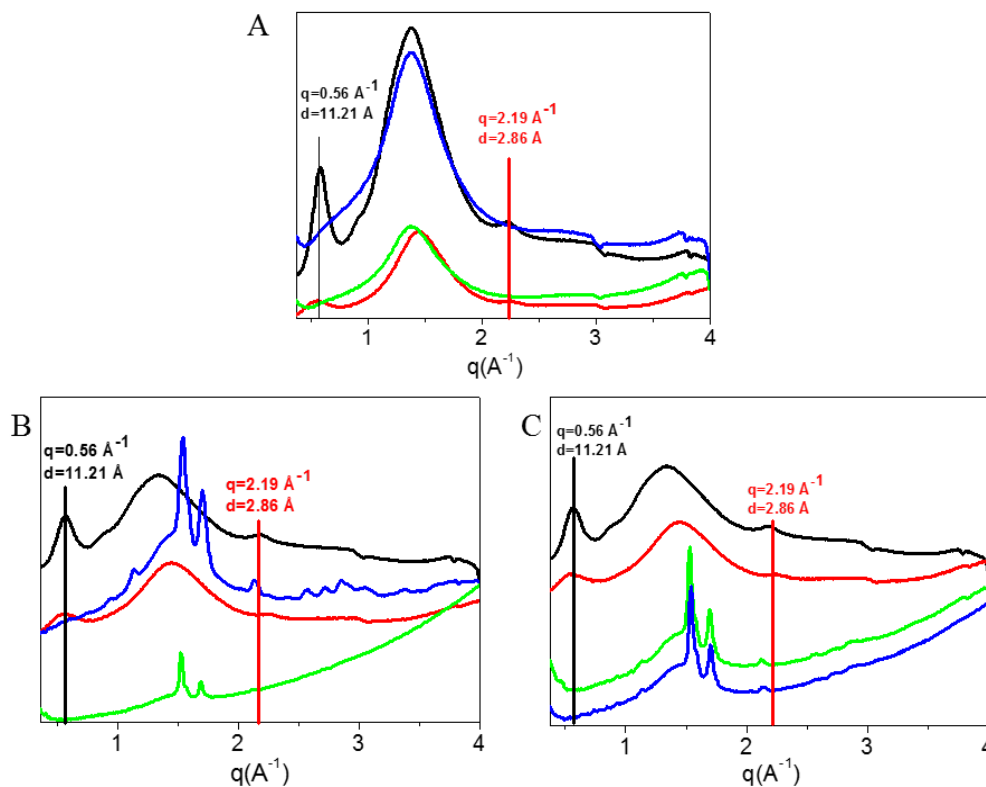 A
q=0.56 Å⁻¹
d=11.21 Å
q=2.19 Å⁻¹
d=2.86 Å
1 2 3 4
q(A⁻¹)
B
q=0.56 Å⁻¹
d=11.21 Å
q=2.19 Å⁻¹
d=2.86 Å
1 2 3 4
q(A⁻¹)
C
q=0.56 Å⁻¹
d=11.21 A
q=2.19 Å⁻¹
d=2.86 A
1 2 3 4
q(A⁻¹)